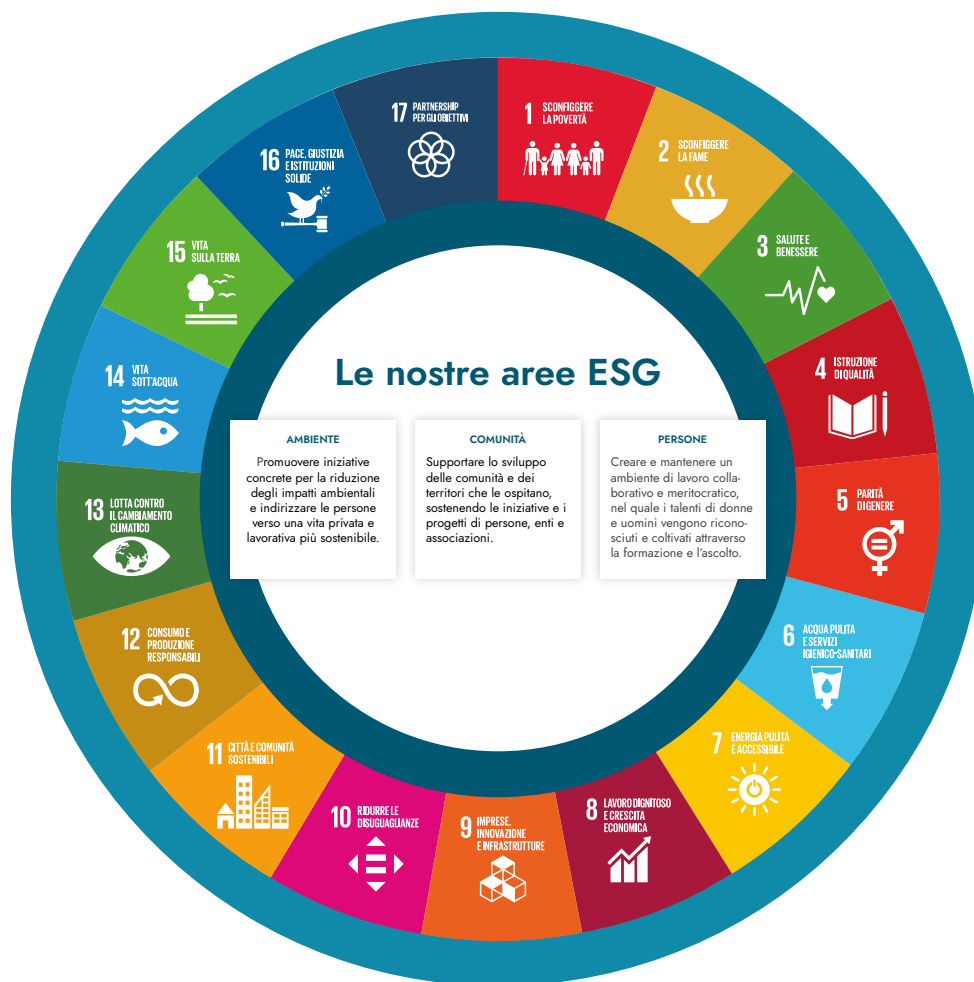 1 SCONFIGGERE
LA POVERTÀ
2 SCONFIGGERE
LA FAME
3 SALUTE E
BENESSERE
4 ISTRUZIONE
DI QUALITÀ
5 PARITÀ
DI GENERE
6 ACQUA PULITA
E SERVIZI
IGIENICO-SANITARI
7 ENERGIA PULITA
E ACCESSIBILE
8 LAVORO DIGNITOSO
E CRESCITA
ECONOMICA
9 IMPRESE,
INNOVAZIONE
E INFRASTRUTTURE
10 RIDURRE LE
DISUGUAGLIANZE
11 CITTÀ E COMUNITÀ
SOSTENIBILI
12 CONSUMO E
PRODUZIONE
RESPONSABILI
13 LOTTA CONTRO
IL CAMBIAMENTO
CLIMATICO
14 VITA
SOTT'ACQUA
15 VITA
SULLA TERRA
16 PACE, GIUSTIZIA
E ISTITUZIONI
SOLIDE
17 PARTNERSHIP
PER GLI OBIETTIVI
Le nostre aree ESG
AMBIENTE
Promuovere iniziative
concrete per la riduzione
degli impatti ambientali
e indirizzare le persone
verso una vita privata e
lavorativa più sostenibile.
COMUNITÀ
Supportare lo sviluppo
delle comunità e dei
territori che le ospitano,
sostenendo le iniziative e i
progetti di persone, enti e
associazioni.
PERSONE
Creare e mantenere un
ambiente di lavoro colla-
borativo e meritocratico,
nel quale i talenti di donne
e uomini vengono ricono-
sciuti e coltivati attraverso
la formazione e l'ascolto.